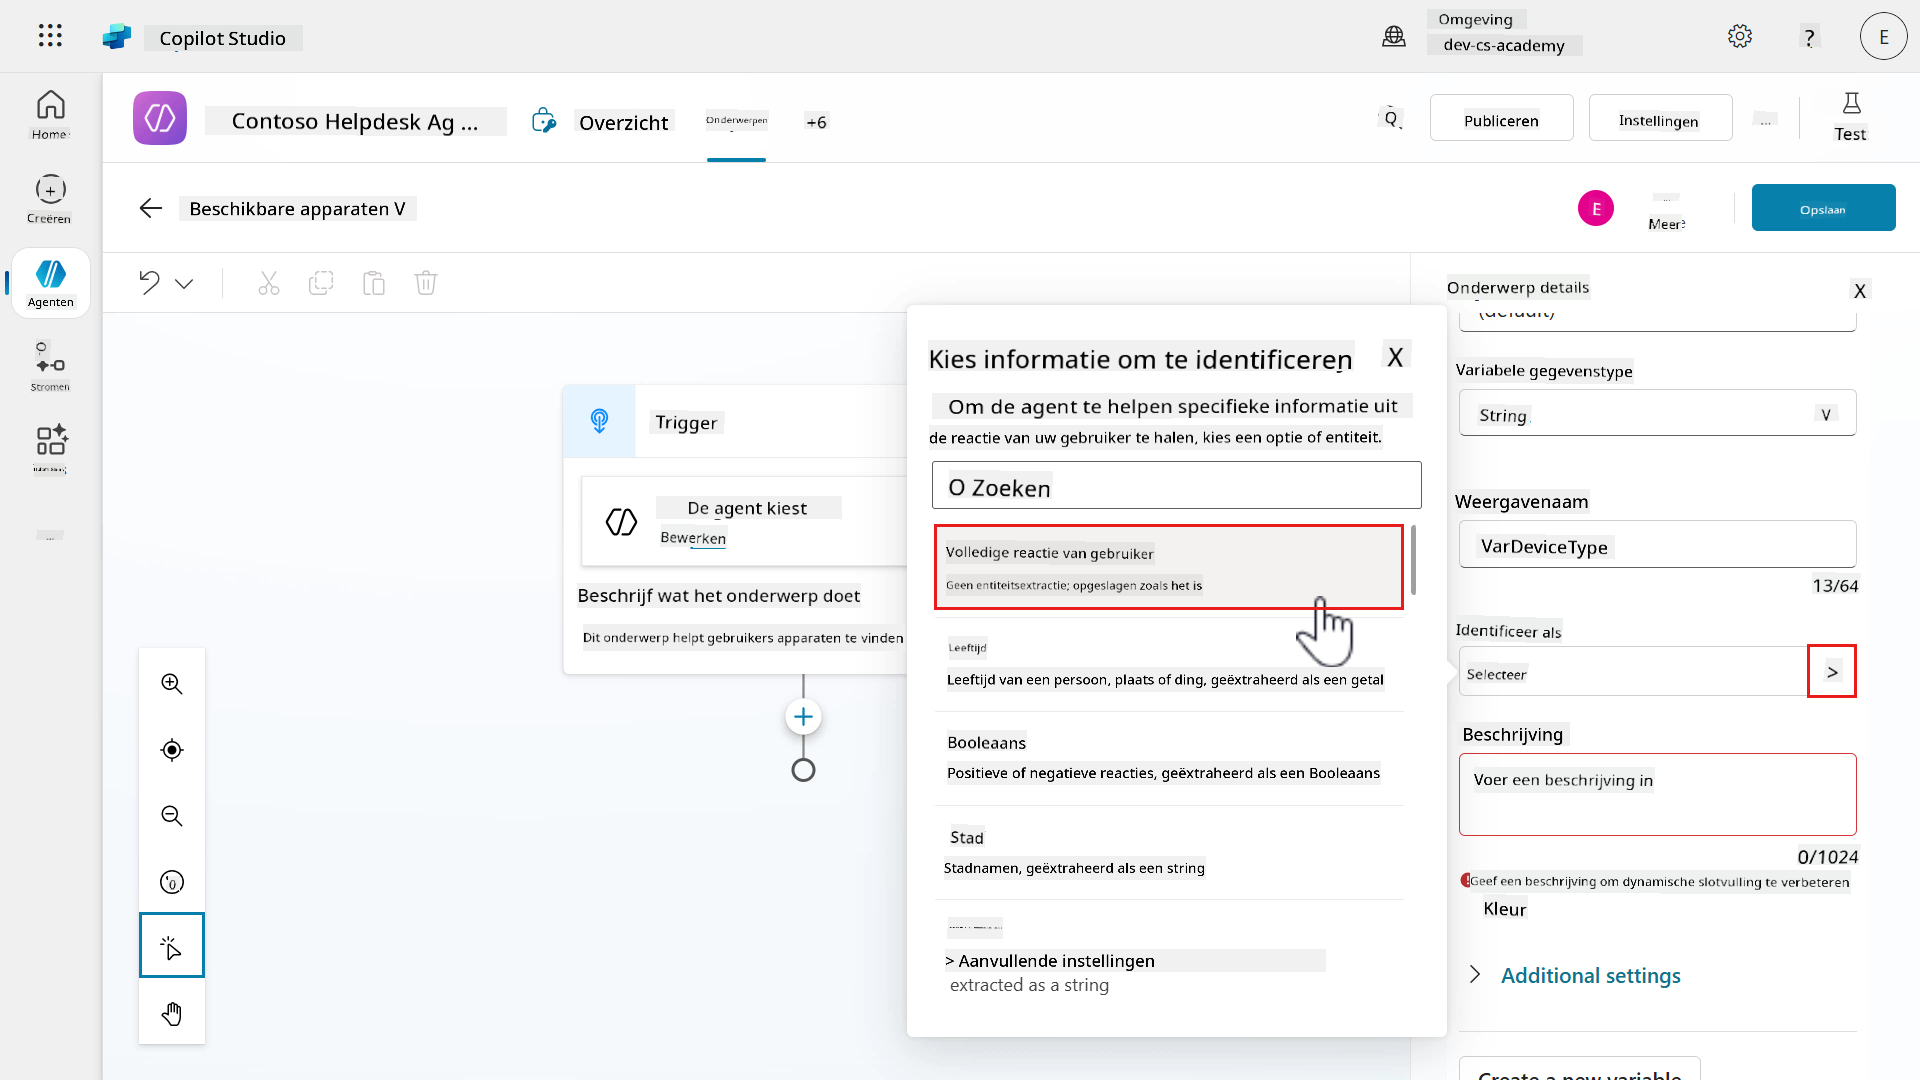 Copilot Studio
Omgeving
dev-cs-academy
?
E
Home
Contoso Helpdesk Ag ...
Overzicht
Onderwerpen
+6
Q
Publiceren
Instellingen
...
Test
Creëren
Beschikbare apparaten V
E
...
Meer
Opslaan
Agenten
Stromen
...
Onderwerp details
X
(default)
Variabele gegevenstype
String
V
Weergavenaam
VarDeviceType
13/64
Identificeer als
Selecteer
>
Beschrijving
Voer een beschrijving in
0/1024
Geef een beschrijving om dynamische slotvulling te verbeteren
Kleur
Additional settings
Create a new variable
Trigger
De agent kiest
Bewerken
Beschrijf wat het onderwerp doet
Dit onderwerp helpt gebruikers apparaten te vinden
Kies informatie om te identificeren
X
Om de agent te helpen specifieke informatie uit
de reactie van uw gebruiker te halen, kies een optie of entiteit.
O Zoeken
Volledige reactie van gebruiker
Geen entiteitsextractie; opgeslagen zoals het is
Leeftijd
Leeftijd van een persoon, plaats of ding, geëxtraheerd als een getal
Booleaans
Positieve of negatieve reacties, geëxtraheerd als een Booleaans
Stad
Stadnamen, geëxtraheerd als een string
> Aanvullende instellingen
extracted as a string